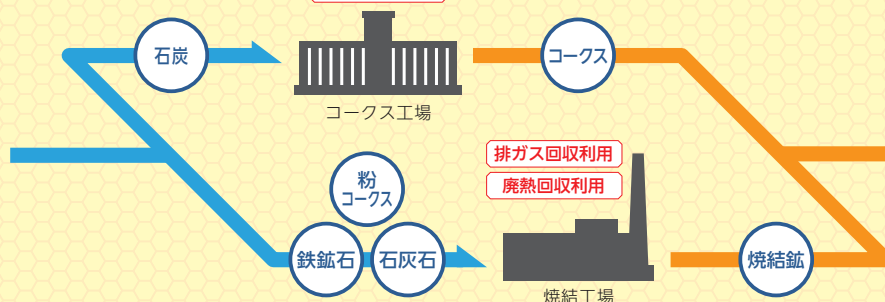 石炭
コークス
コークス工場
排ガス回収利用
廃熱回収利用
粉
コークス
鉄鉱石
石灰石
焼結鉱
焼結工場